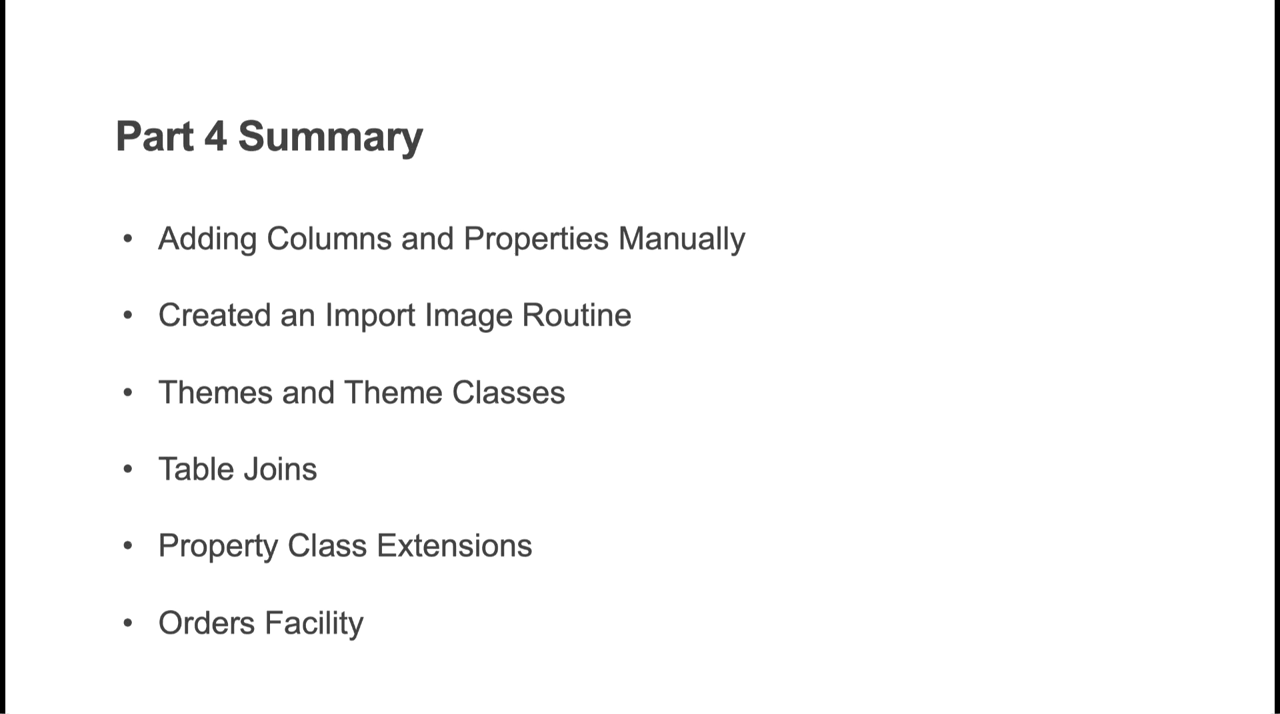 Part 4 Summary
• Adding Columns and Properties Manually
• Created an Import Image Routine
• Themes and Theme Classes
• Table Joins
• Property Class Extensions
• Orders Facility